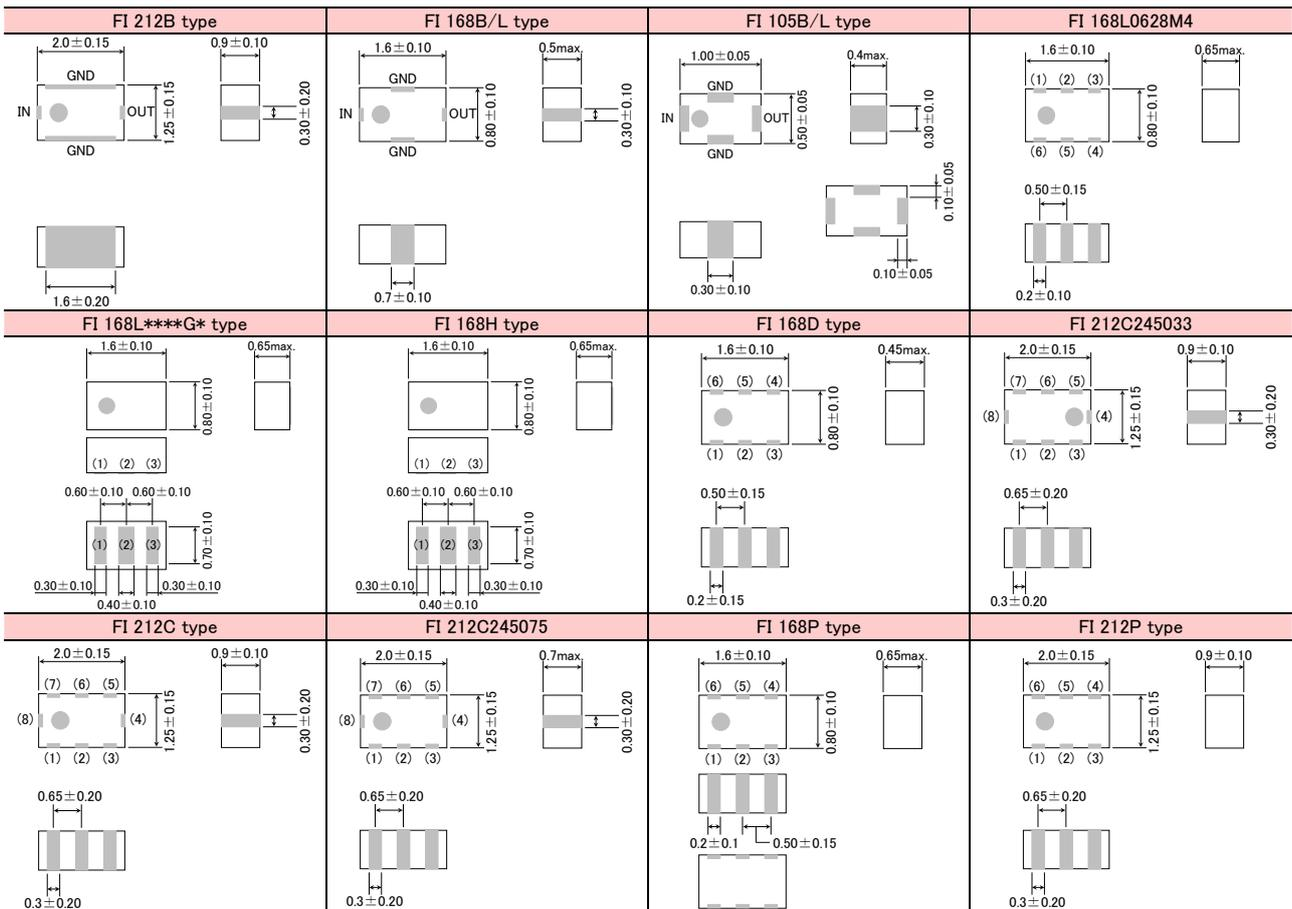 FI 212B type
2.0±0.15
0.9±0.10
GND
IN
OUT
1.25±0.15
0.30±0.20
GND
1.6±0.20
FI 168B/L type
1.6±0.10
0.5max.
GND
IN
OUT
0.80±0.10
0.30±0.10
GND
0.7±0.10
FI 105B/L type
1.00±0.05
0.4max.
GND
IN
OUT
0.50±0.05
0.30±0.10
GND
0.10±0.05
0.10±0.05
0.30±0.10
FI 168L0628M4
1.6±0.10
0.65max.
(1) (2) (3)
0.80±0.10
(6) (5) (4)
0.50±0.15
0.2±0.10
FI 168L****G* type
1.6±0.10
0.65max.
0.80±0.10
(1) (2) (3)
0.60±0.10 0.60±0.10
(1) (2) (3)
0.70±0.10
0.30±0.10 0.30±0.10
0.40±0.10
FI 168H type
1.6±0.10
0.65max.
0.80±0.10
(1) (2) (3)
0.60±0.10 0.60±0.10
(1) (2) (3)
0.70±0.10
0.30±0.10 0.30±0.10
0.40±0.10
FI 168D type
1.6±0.10
0.45max.
(6) (5) (4)
0.80±0.10
(1) (2) (3)
0.50±0.15
0.2±0.15
FI 212C245033
2.0±0.15
0.9±0.10
(7) (6) (5)
(8)
(4)
1.25±0.15
0.30±0.20
(1) (2) (3)
0.65±0.20
0.3±0.20
FI 212C type
2.0±0.15
0.9±0.10
(7) (6) (5)
(8)
(4)
1.25±0.15
0.30±0.20
(1) (2) (3)
0.65±0.20
0.3±0.20
FI 212C245075
2.0±0.15
0.7max.
(7) (6) (5)
(8)
(4)
1.25±0.15
0.30±0.20
(1) (2) (3)
0.65±0.20
0.3±0.20
FI 168P type
1.6±0.10
0.65max.
(6) (5) (4)
0.80±0.10
(1) (2) (3)
0.2±0.1
0.50±0.15
FI 212P type
2.0±0.15
0.9±0.10
(6) (5) (4)
1.25±0.15
(1) (2) (3)
0.65±0.20
0.3±0.20